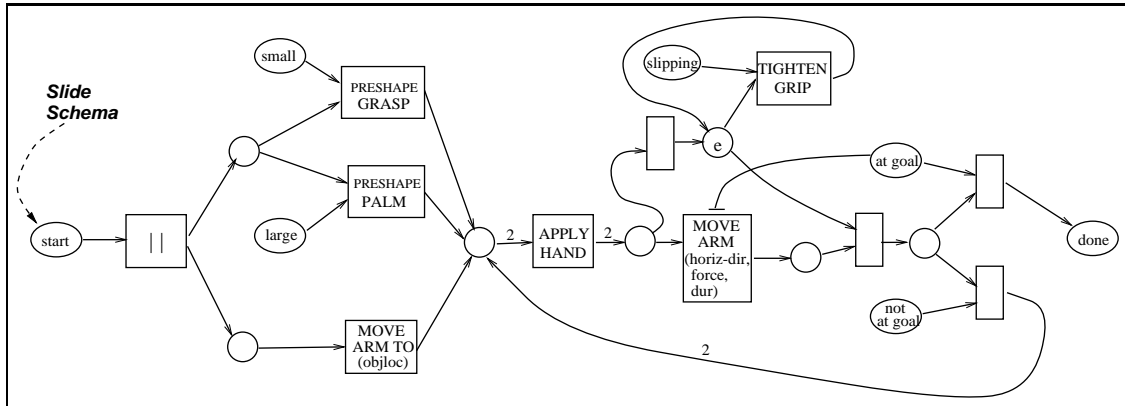 small
slipping
TIGHTEN
GRIP
PRESHAPE
GRASP
Slide
Schema
e
at goal
PRESHAPE
PALM
start
| |
large
2
APPLY
HAND
2
MOVE
ARM
(horiz-dir,
force,
dur)
done
not
at goal
MOVE
ARM TO
(objloc)
2